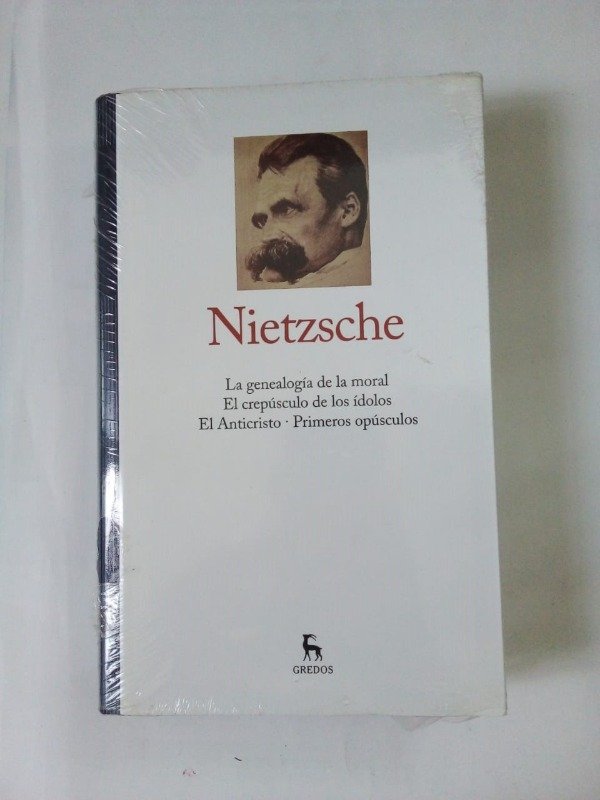 Nietzsche
La genealogía de la moral
El crepúsculo de los ídolos
El Anticristo · Primeros opúsculos
GREDOS